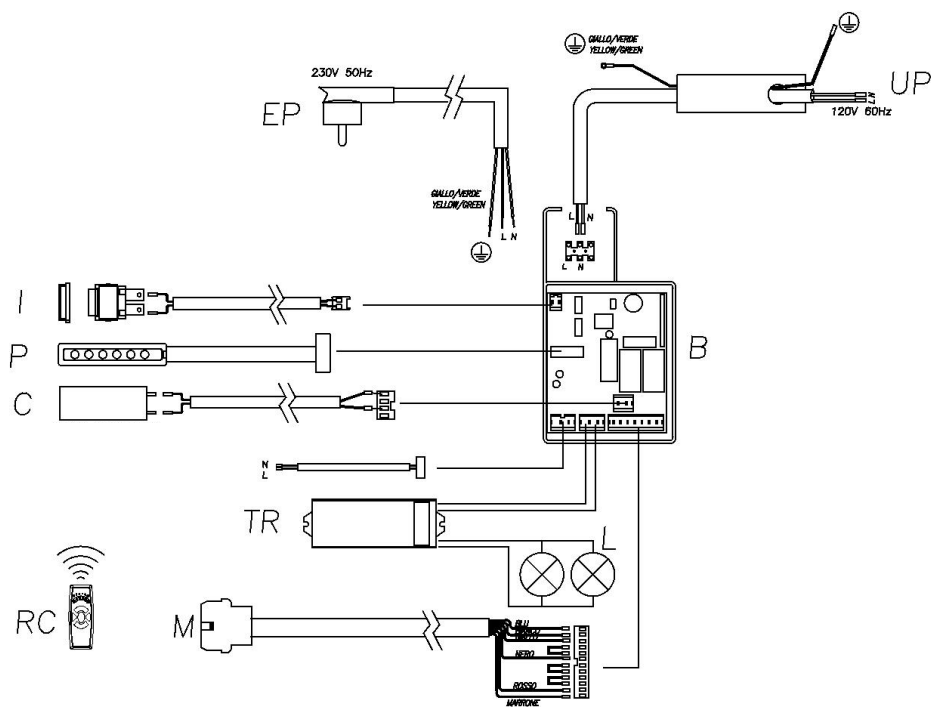 GIALLO/VERDE
YELLOW/GREEN
230V 50Hz
EP
UP
L N
120V 60Hz
GIALLO/VERDE
YELLOW/GREEN
L N
L N
L N
I
P
B
C
N
L
TR
L
RC
M
BLU
NERO
ROSSO
MARRONE